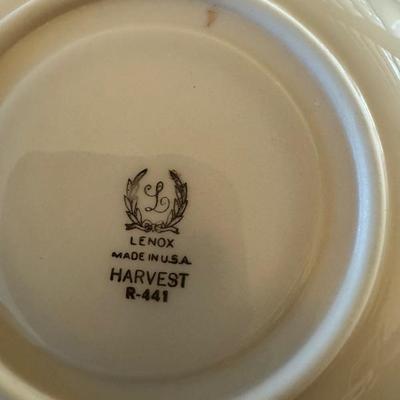 L
LENOX
MADE IN U.S.A.
HARVEST
R-441